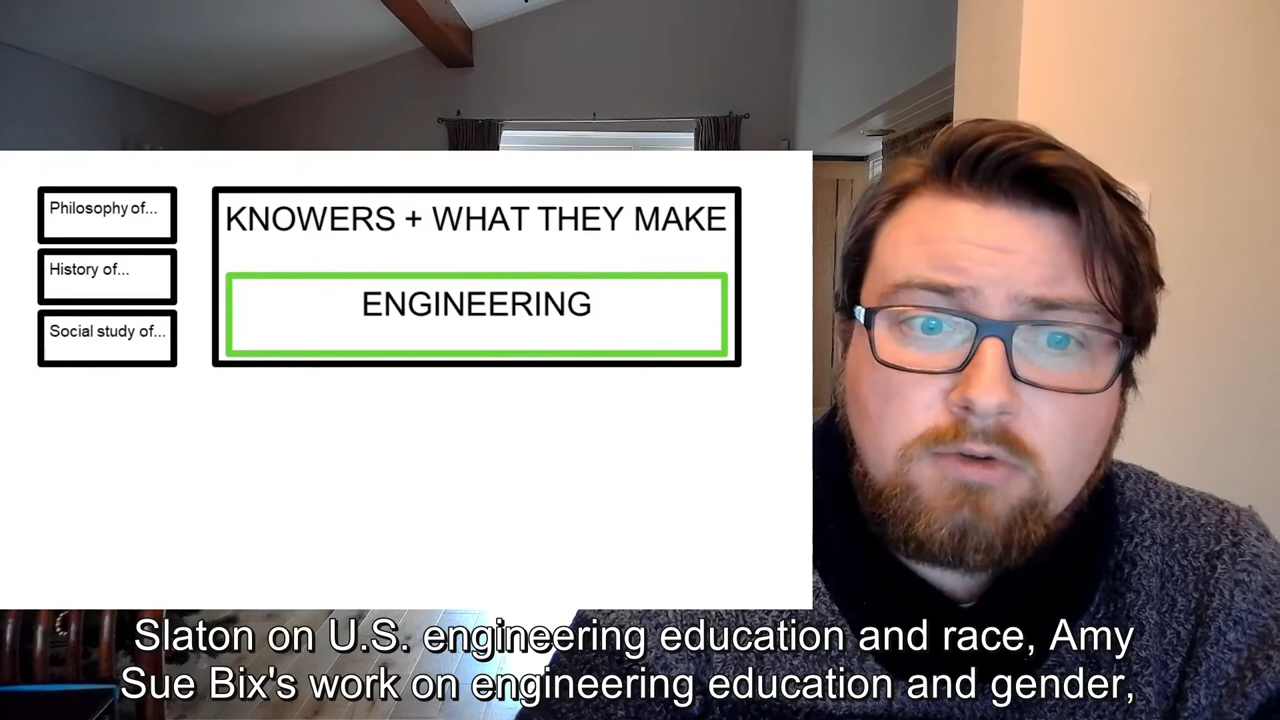 Philosophy of...
History of...
Social study of...
KNOWERS + WHAT THEY MAKE
ENGINEERING
Slaton on U.S. engineering education and race, Amy
Sue Bix's work on engineering education and gender,